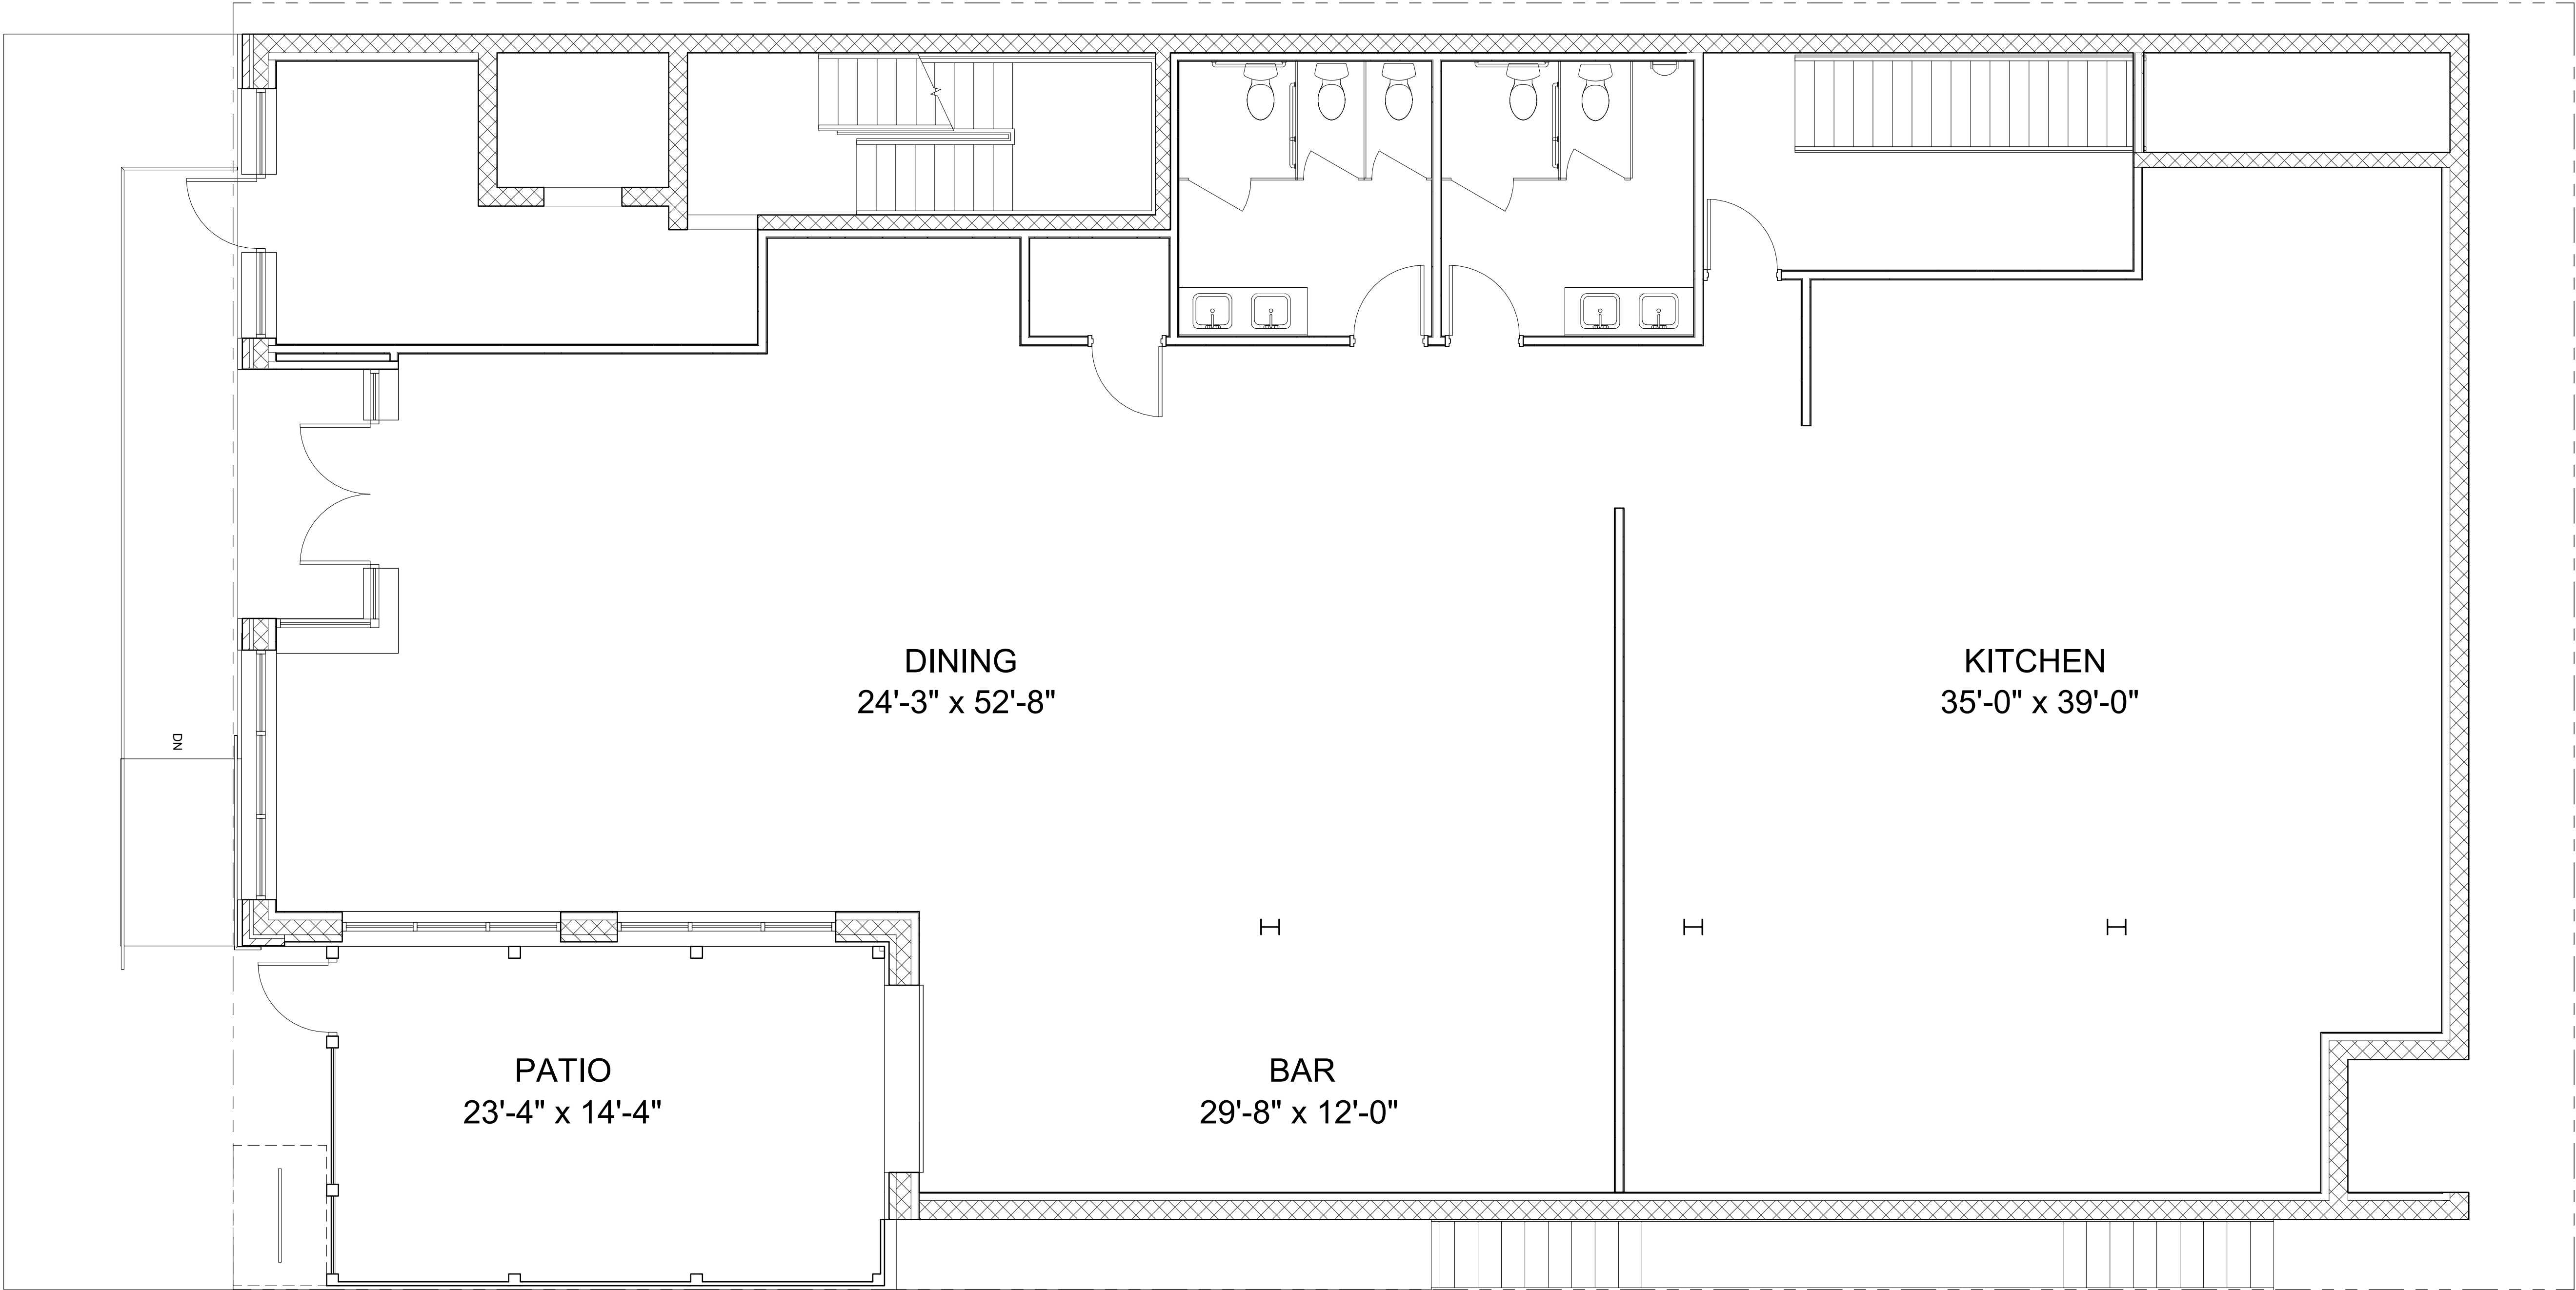 DINING
24'-3" x 52'-8"
KITCHEN
35'-0" x 39'-0"
DN
PATIO
23'-4" x 14'-4"
BAR
29'-8" x 12'-0"